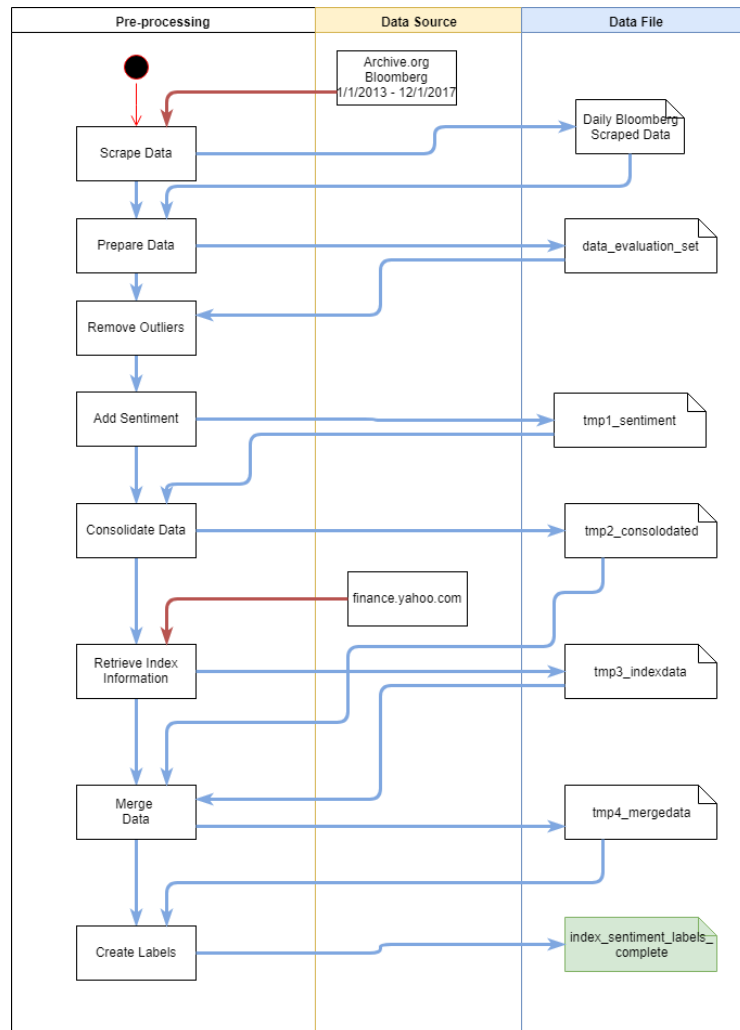 Pre-processing
Data Source
Data File
Archive.org
Bloomberg
1/1/2013 - 12/1/2017
Daily Bloomberg
Scraped Data
Scrape Data
Prepare Data
data_evaluation_set
Remove Outliers
Add Sentiment
tmp1_sentiment
Consolidate Data
tmp2_consolodated
finance.yahoo.com
Retrieve Index
Information
tmp3_indexdata
Merge
Data
tmp4_mergedata
Create Labels
index_sentiment_labels_
complete